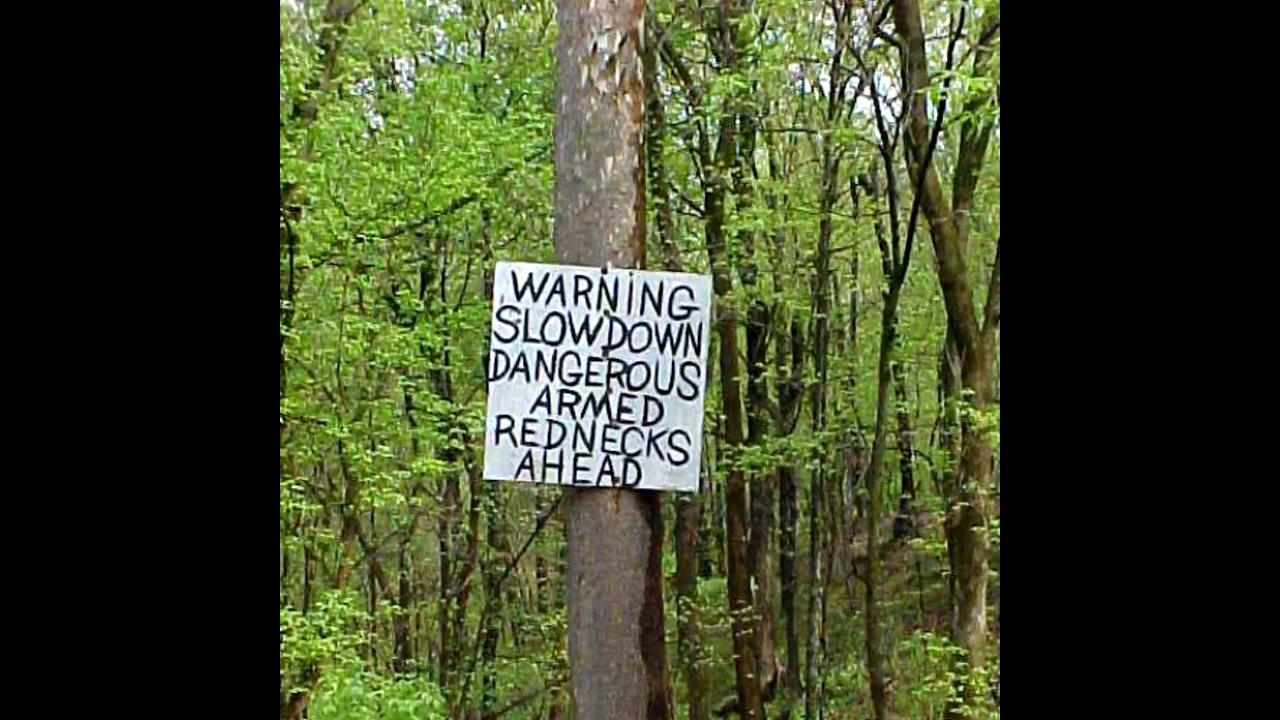 WARNING
SLOWDOWN
DANGEROUS
ARMED
REDNECKS
AHEAD